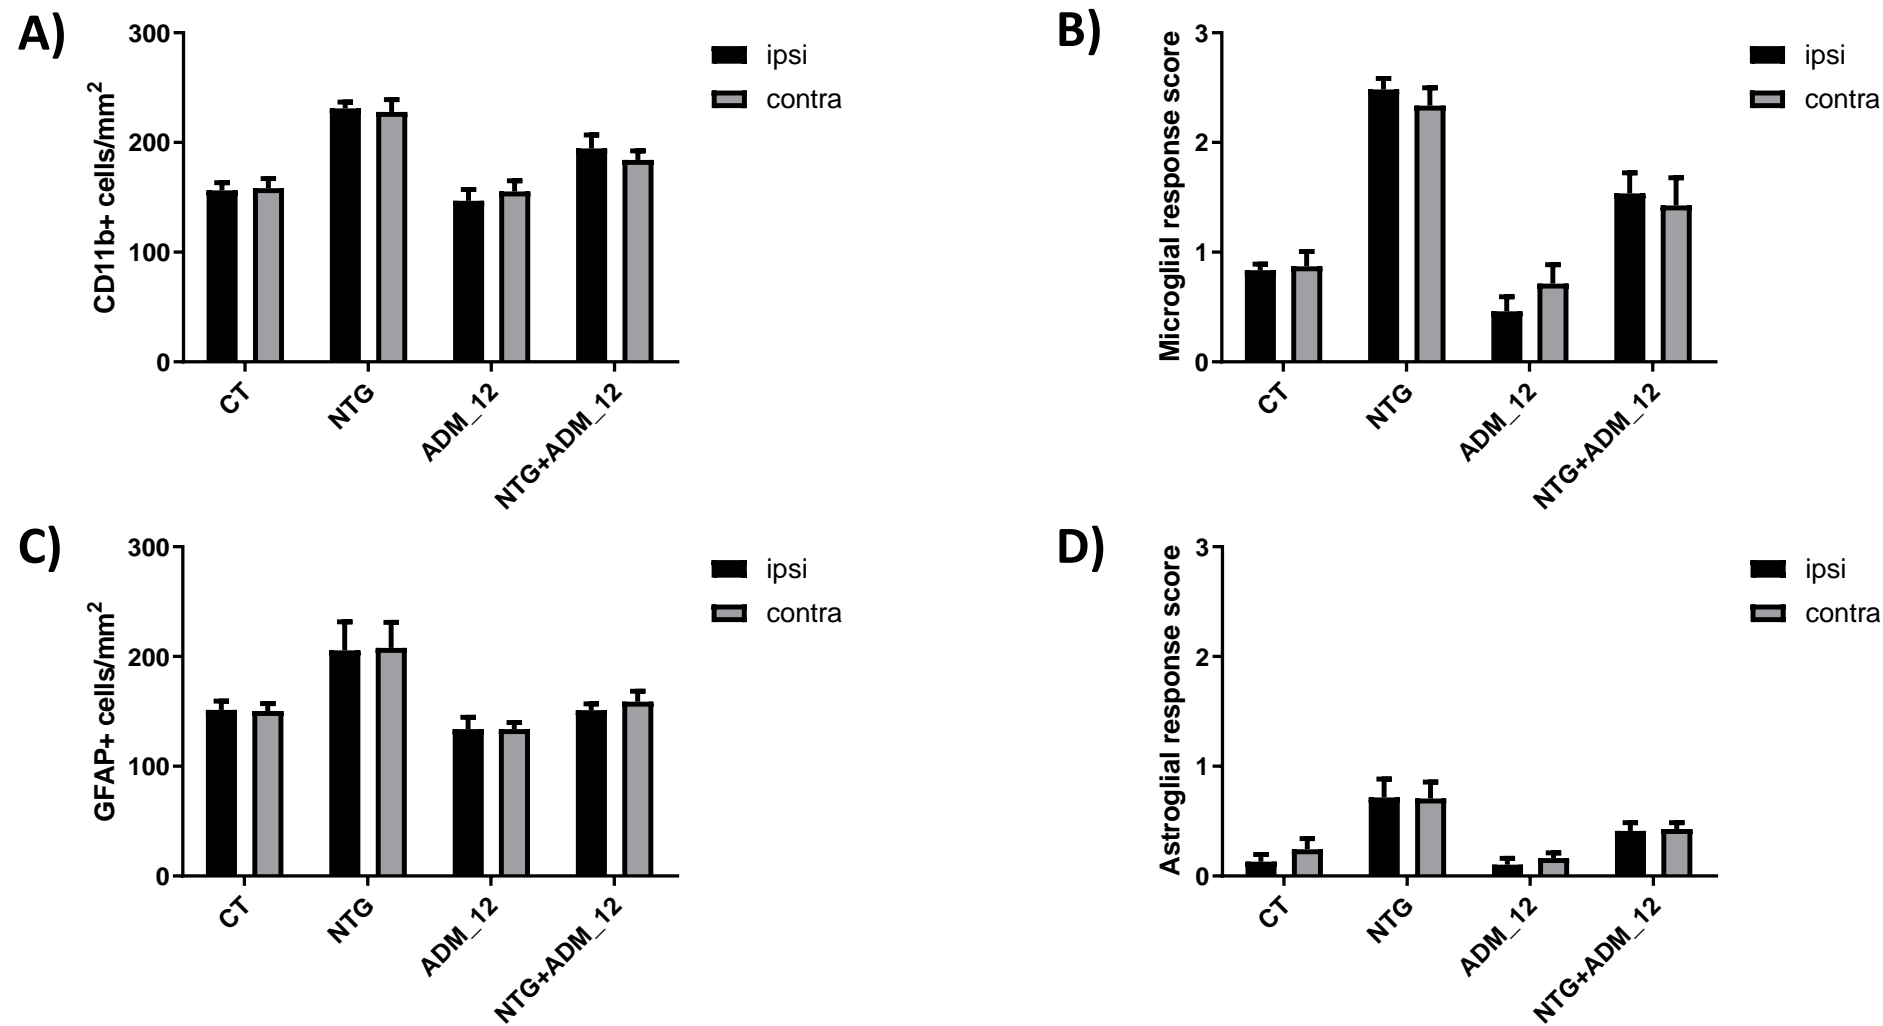 A)
CD11b+ cells/mm²
300
200
100
0
CT
NTG
ADM_12
NTG+ADM_12
ipsi
contra
B)
Microglial response score
3
2
1
0
CT
NTG
ADM_12
NTG+ADM_12
ipsi
contra
C)
GFAP+ cells/mm²
300
200
100
0
CT
NTG
ADM_12
NTG+ADM_12
ipsi
contra
D)
Astroglial response score
3
2
1
0
CT
NTG
ADM_12
NTG+ADM_12
ipsi
contra